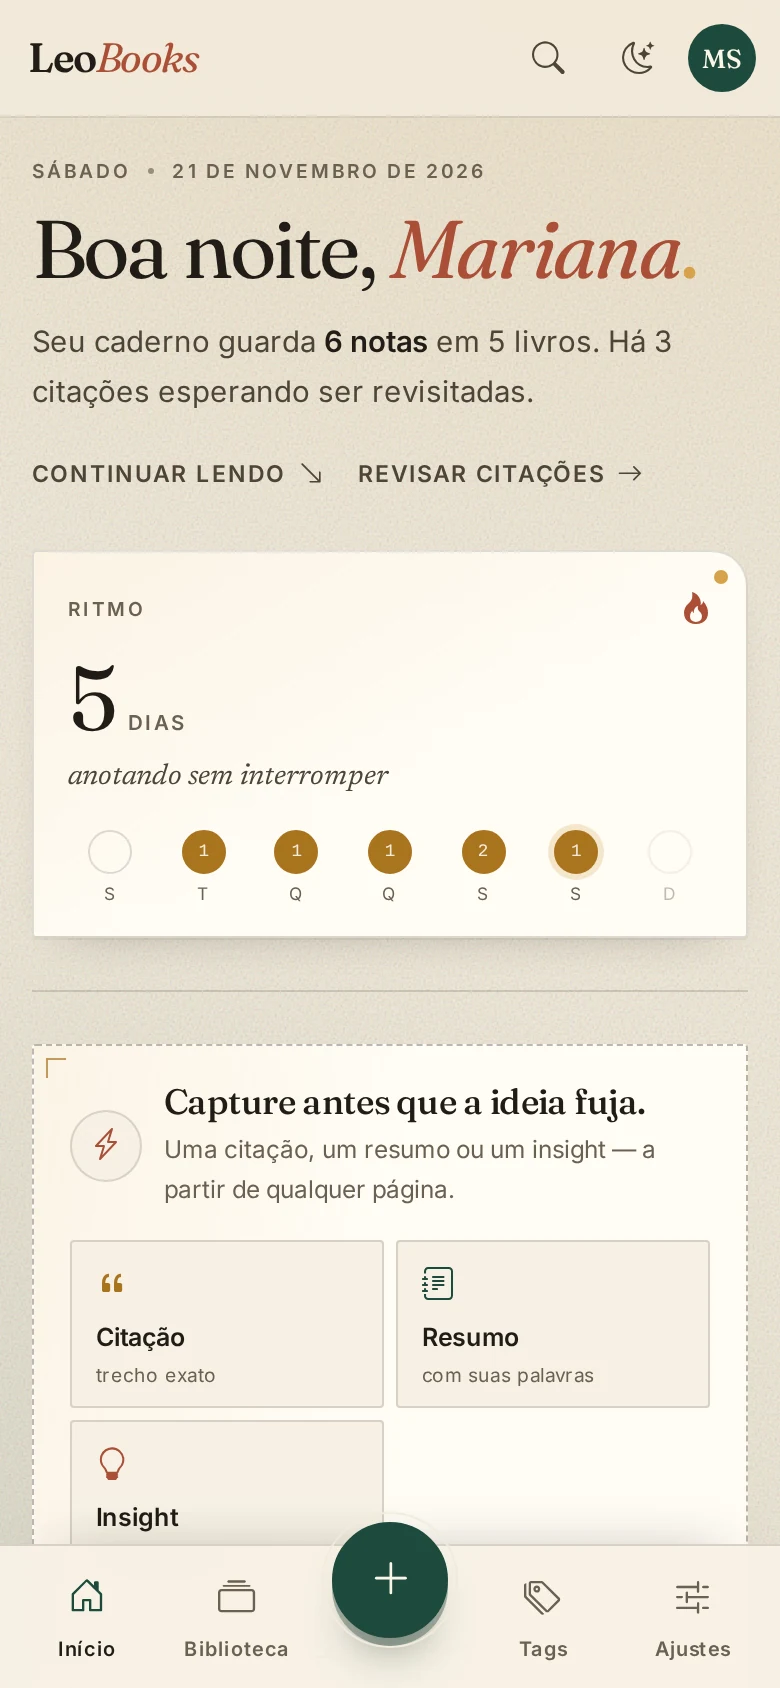 LeoBooks
MS
SÁBADO • 21 DE NOVEMBRO DE 2026
Boa noite, Mariana.
Seu caderno guarda 6 notas em 5 livros. Há 3
citações esperando ser revisitadas.
CONTINUAR LENDO ↘ REVISAR CITAÇÕES →
RITMO
5 DIAS
anotando sem interromper
1 1 1 2 1
S T Q Q S S D
Capture antes que a ideia fuja.
Uma citação, um resumo ou um insight — a
partir de qualquer página.
Citação
trecho exato
Resumo
com suas palavras
Insight
Início Biblioteca Tags Ajustes